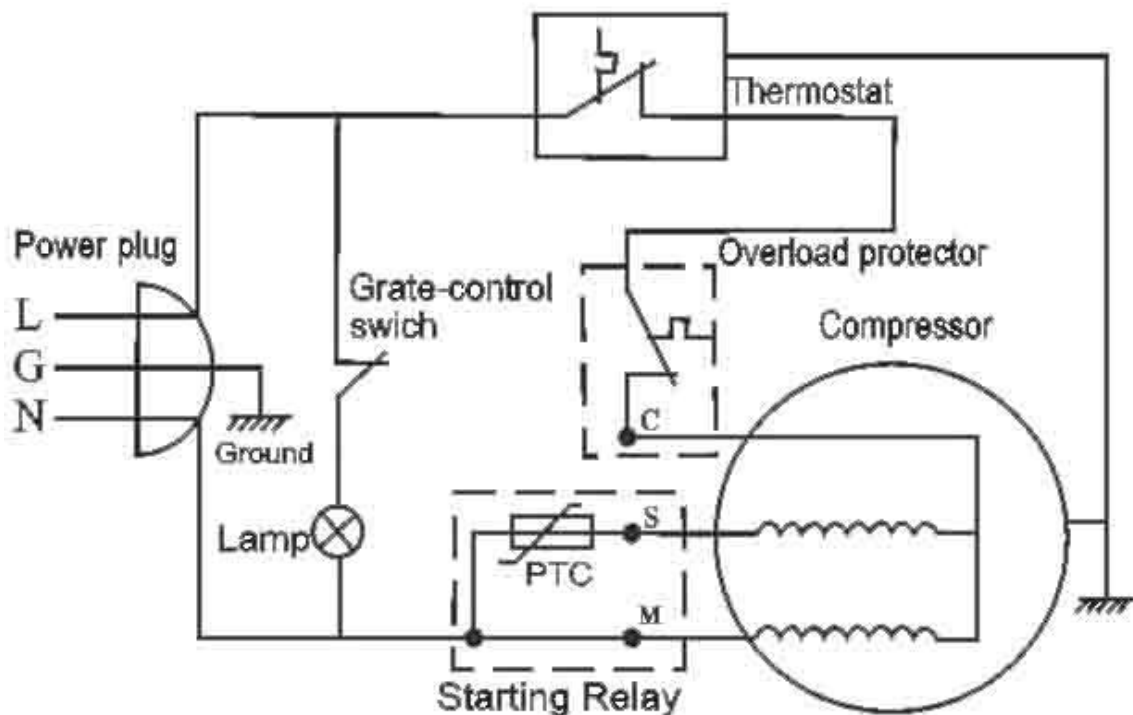 Thermostat
Power plug
L
G
N
Ground
Grate-control
swich
Lamp
Overload protector
Compressor
C
S
PTC
M
Starting Relay